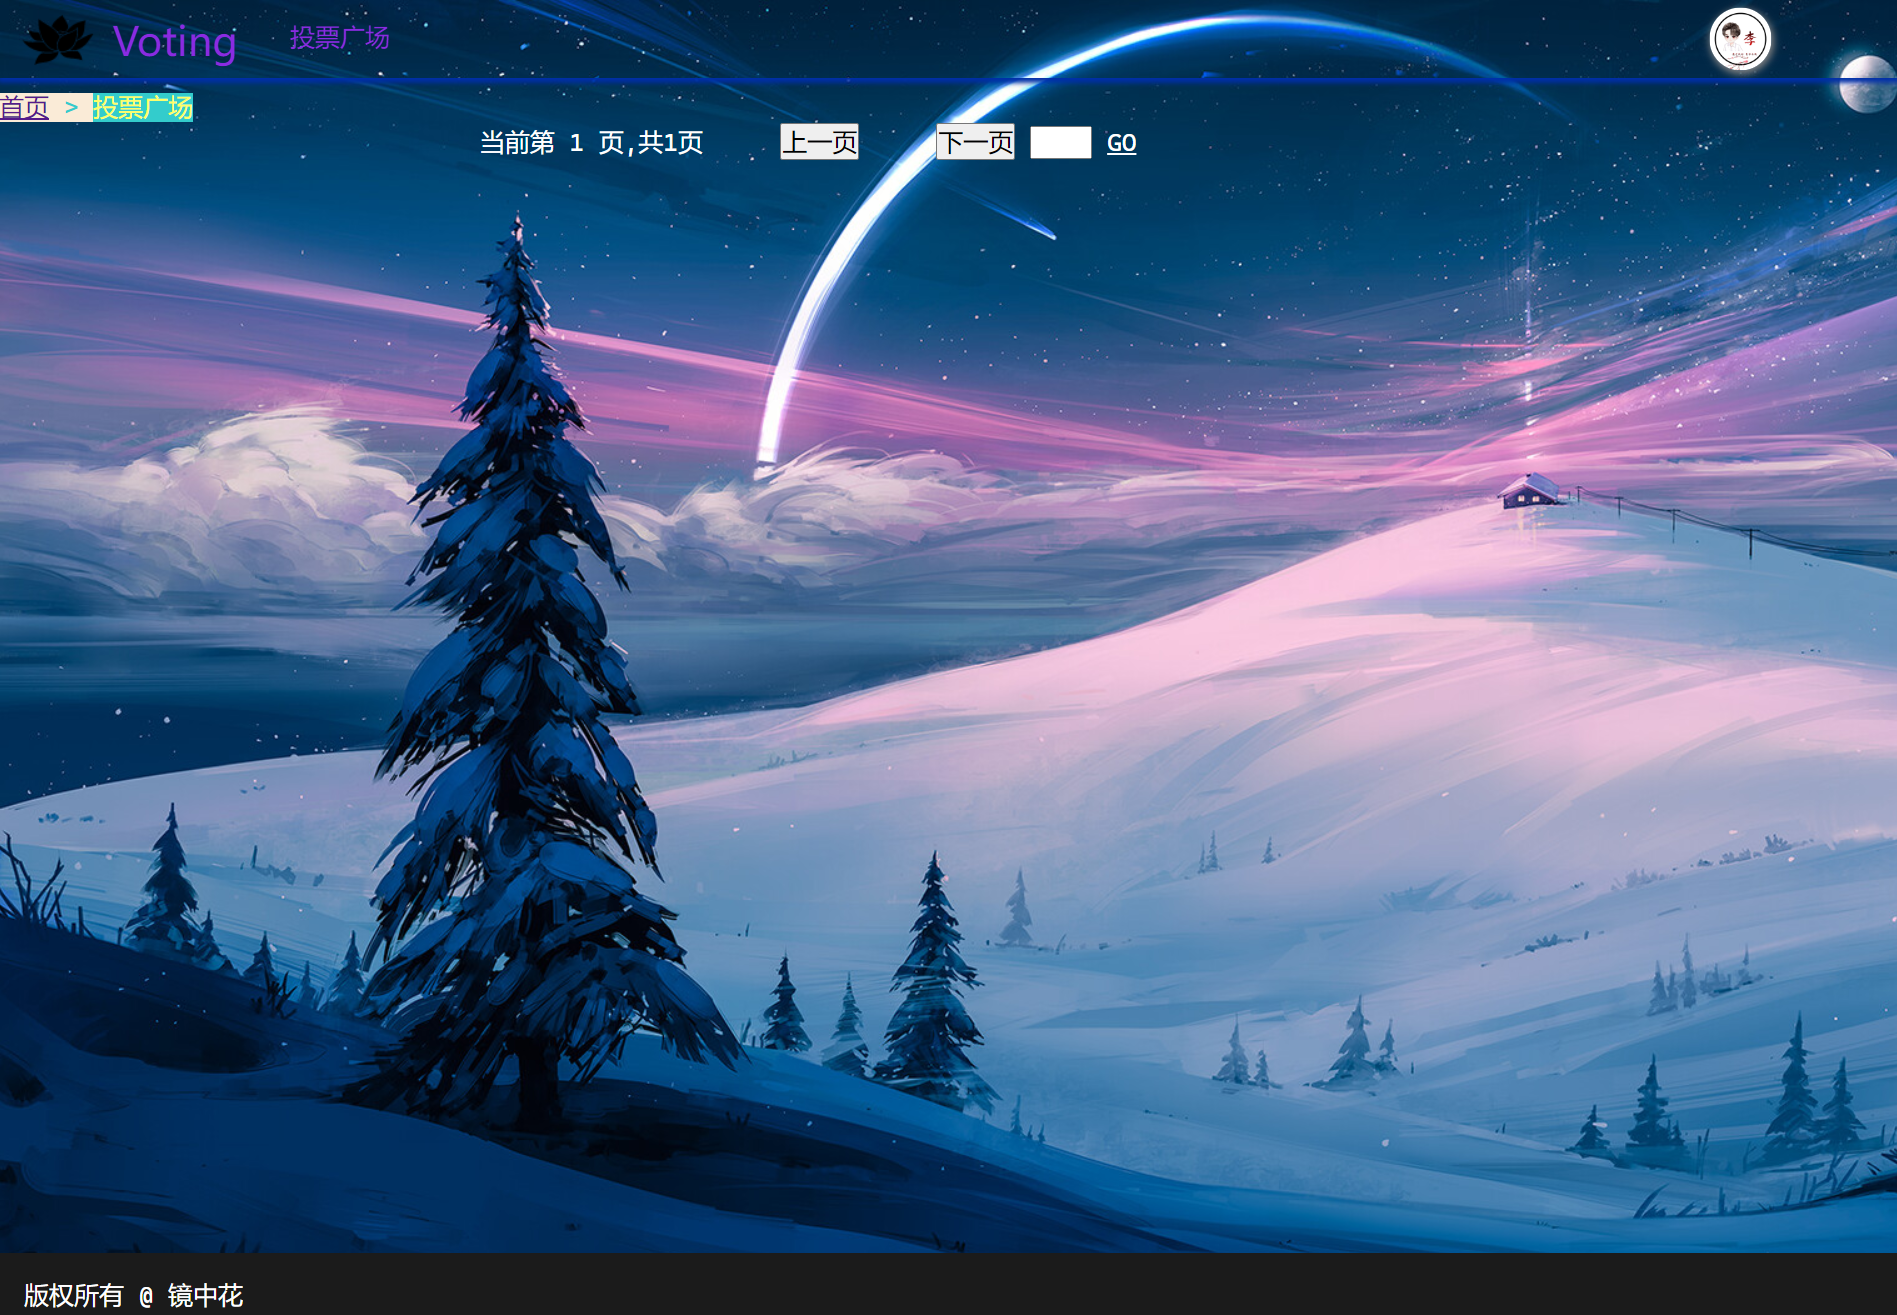 Voting 投票广场
李
首页 > 投票广场
当前第 1 页,共1页 上一页 下一页 GO
版权所有 @ 镜中花